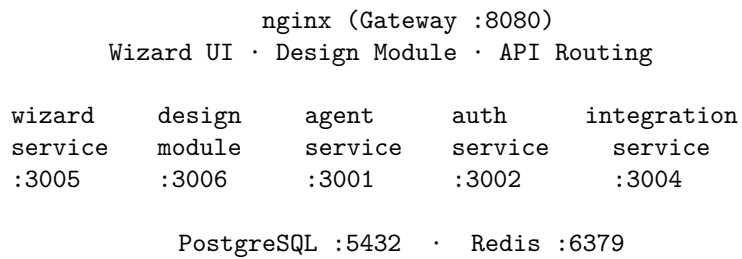 nginx (Gateway :8080)
Wizard UI · Design Module · API Routing
wizard design agent auth integration
service module service service service
:3005 :3006 :3001 :3002 :3004
PostgreSQL :5432 · Redis :6379